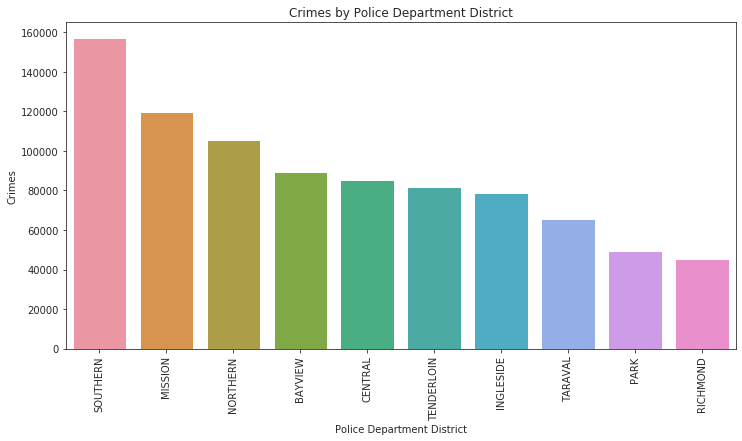 Crimes by Police Department District
160000
140000
120000
100000
80000
60000
40000
20000
0
Crimes
SOUTHERN
MISSION
NORTHERN
BAYVIEW
CENTRAL
TENDERLOIN
INGLESIDE
TARAVAL
PARK
RICHMOND
Police Department District